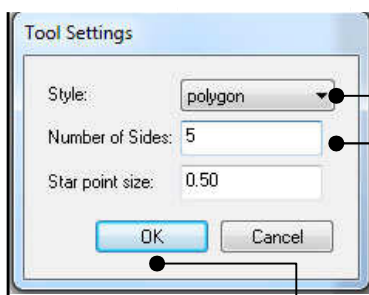 Tool Settings
Style: polygon
Number of Sides: 5
Star point size: 0.50
OK Cancel